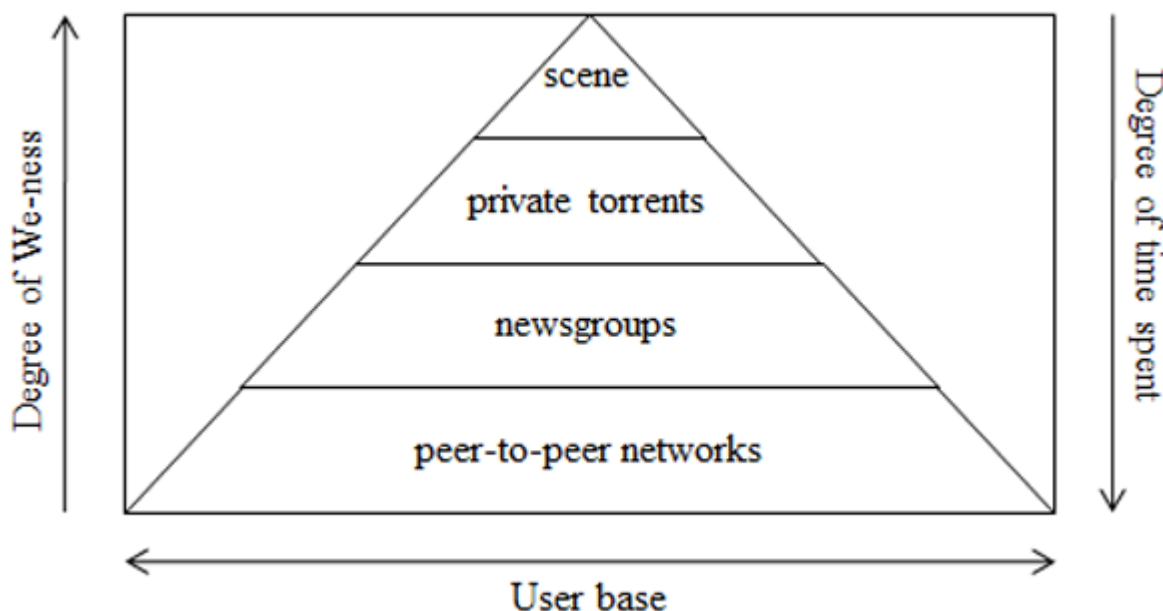 scene
private torrents
newsgroups
peer-to-peer networks
Degree of We-ness
Degree of time spent
User base